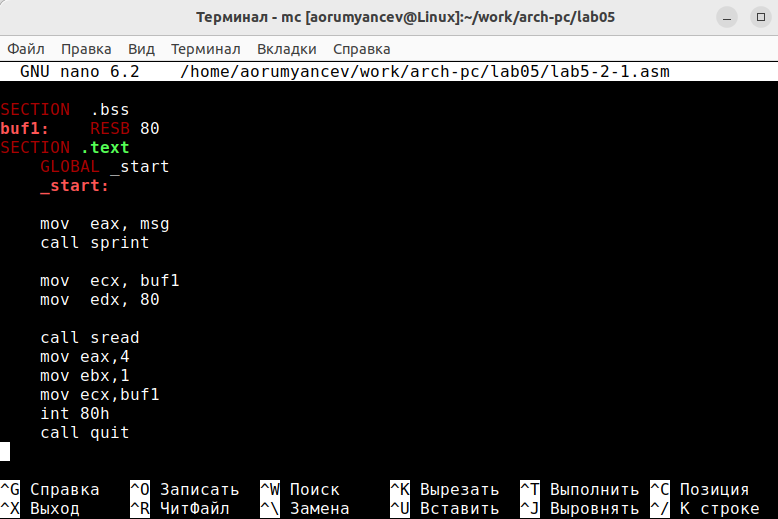 Терминал - mc [aorumyancev@Linux]:~/work/arch-pc/lab05
Файл Правка Вид Терминал Вкладки Справка
GNU nano 6.2 /home/aorumyancev/work/arch-pc/lab05/lab5-2-1.asm
SECTION .bss
buf1: RESB 80
SECTION .text
GLOBAL _start
_start:
mov eax, msg
call sprint
mov ecx, buf1
mov edx, 80
call sread
mov eax,4
mov ebx,1
mov ecx,buf1
int 80h
call quit
^G Справка ^O Записать ^W Поиск ^K Вырезать ^T Выполнить ^C Позиция
^X Выход ^R ЧитФайл ^\ Замена ^U Вставить ^J Выровнять ^/ К строке